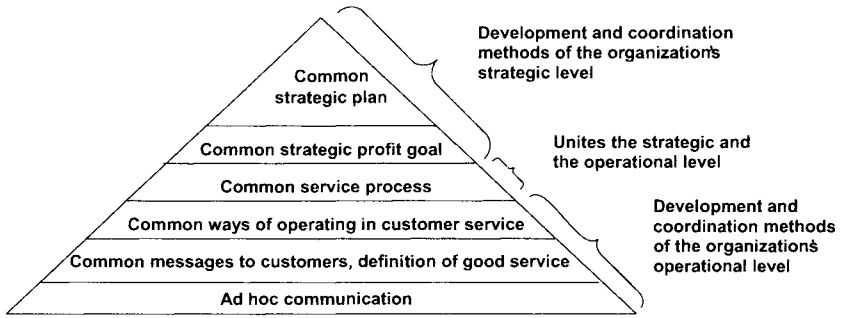 Development and coordination
methods of the organization's
strategic level
Common
strategic plan
Unites the strategic and
the operational level
Common strategic profit goal
Common service process
Development and
coordination methods
of the organization's
operational level
Common ways of operating in customer service
Common messages to customers, definition of good service
Ad hoc communication